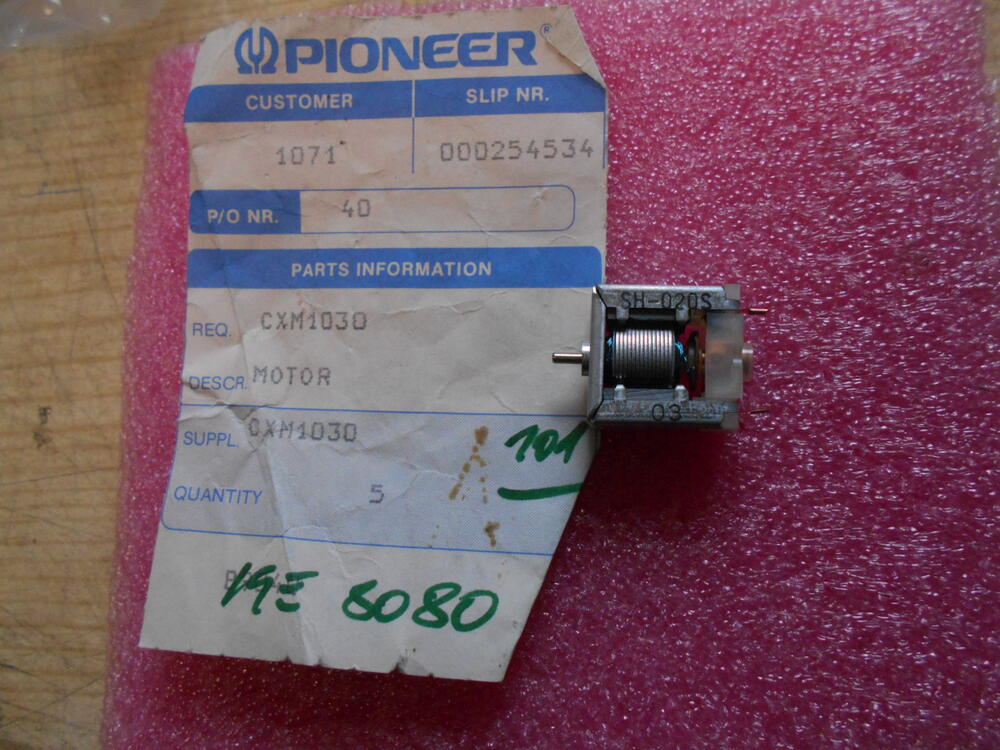 PIONEER®
CUSTOMER SLIP NR.
1071 000254534
P/O NR. 40
PARTS INFORMATION
REQ. CXM1030
DESCR. MOTOR
SUPPL. CXM1030
101
QUANTITY 5
8080
SH-020S
03